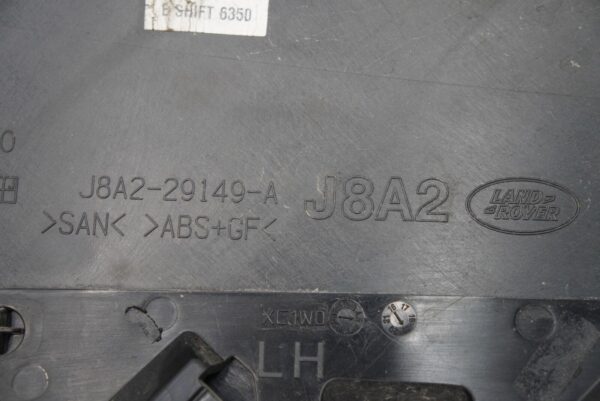 SHIFT 6350
J8A2-29149-A
>SAN< >ABS+GF<
J8A2
LAND
ROVER
LH